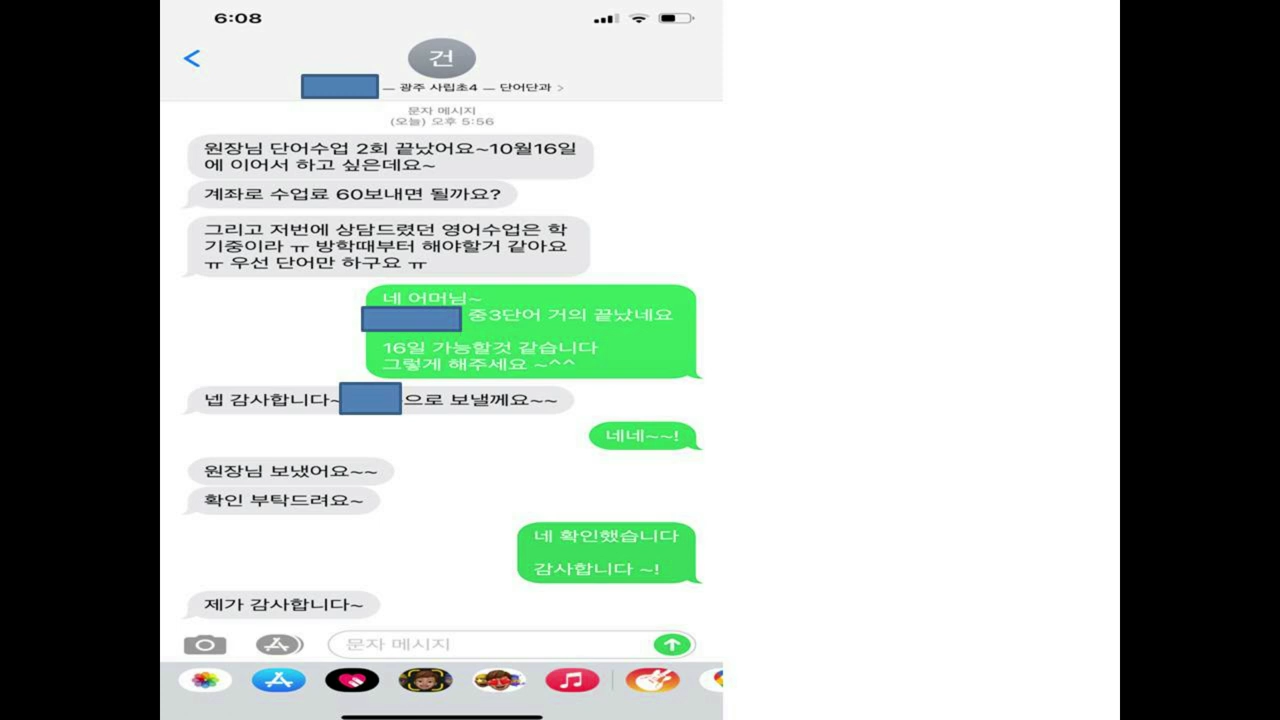 6:08
건
— 광주 사립초4 — 단어단과 >
문자 메시지
(오늘) 오후 5:56
원장님 단어수업 2회 끝났어요~10월16일
에 이어서 하고 싶은데요~
계좌로 수업료 60보내면 될까요?
그리고 저번에 상담드렸던 영어수업은 학
기중이라 ㅠ 방학때부터 해야할거 같아요
ㅠ 우선 단어만 하구요 ㅠ
네 어머님~
중3단어 거의 끝났네요
16일 가능할것 같습니다
그렇게 해주세요 ~^^
넵 감사합니다~ 으로 보낼께요~~
네네~~!
원장님 보냈어요~~
확인 부탁드려요~
네 확인했습니다
감사합니다 ~!
제가 감사합니다~
문자 메시지